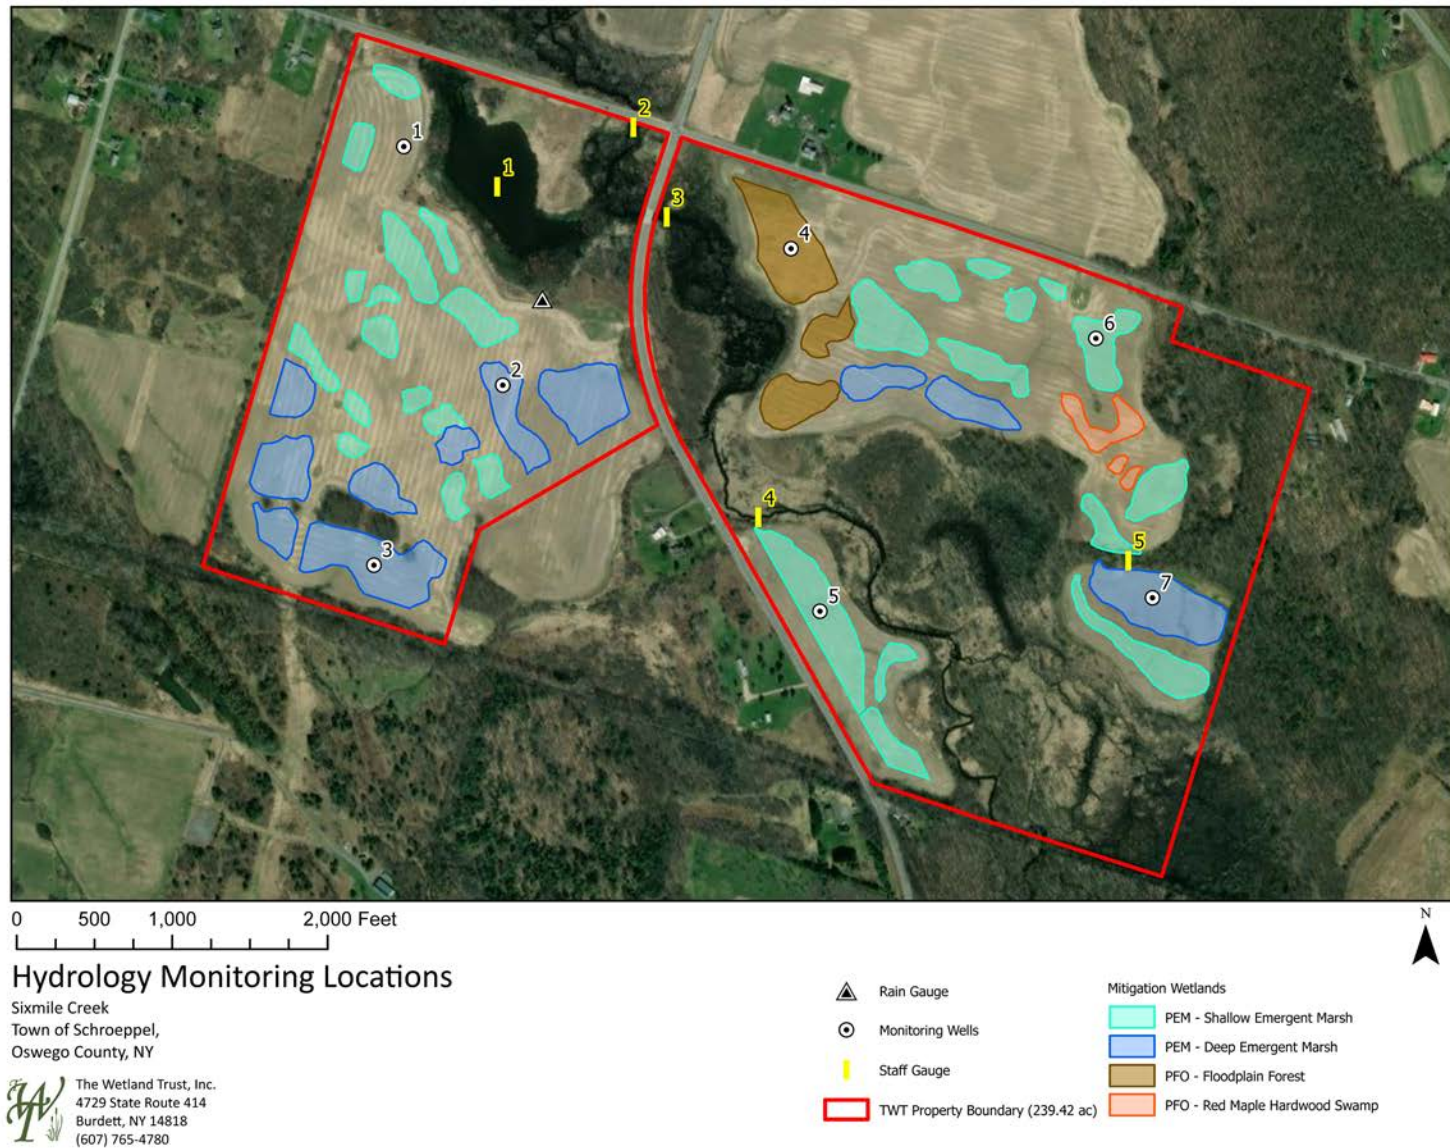 2
1
1
3
4
6
2
4
5
3
5
7
0 500 1,000 2,000 Feet
N
Hydrology Monitoring Locations
Sixmile Creek
Town of Schroeppel,
Oswego County, NY
The Wetland Trust, Inc.
4729 State Route 414
Burdett, NY 14818
(607) 765-4780
Rain Gauge
Monitoring Wells
Staff Gauge
TWT Property Boundary (239.42 ac)
Mitigation Wetlands
PEM - Shallow Emergent Marsh
PEM - Deep Emergent Marsh
PFO - Floodplain Forest
PFO - Red Maple Hardwood Swamp